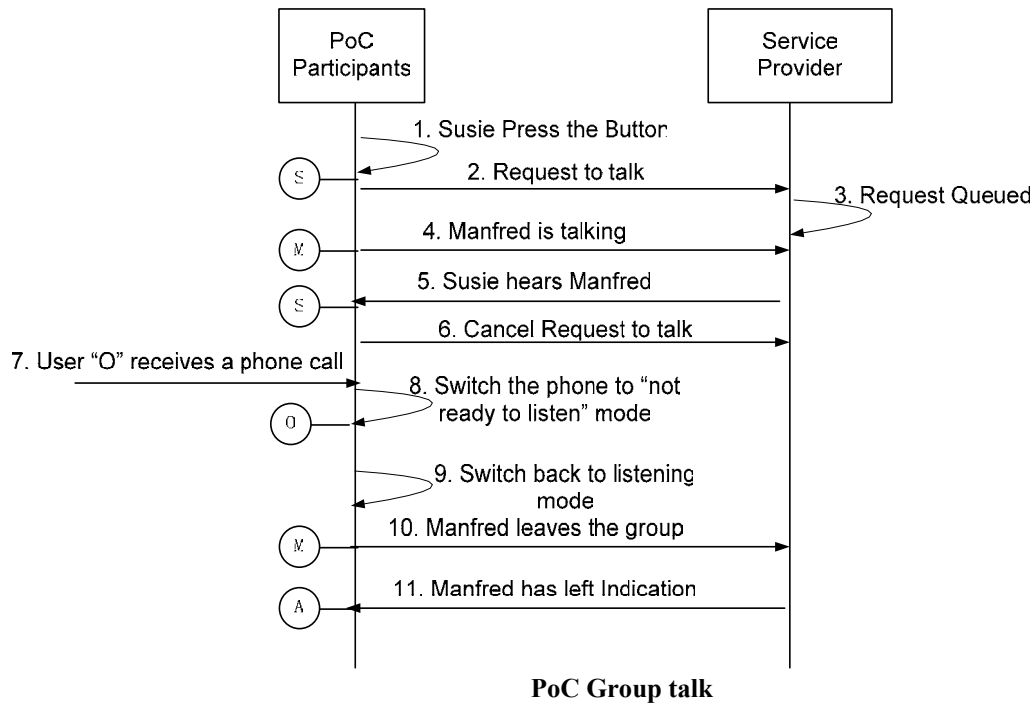 PoC
Participants
Service
Provider
1. Susie Press the Button
S
2. Request to talk
3. Request Queued
M
4. Manfred is talking
5. Susie hears Manfred
S
6. Cancel Request to talk
7. User “O” receives a phone call
8. Switch the phone to “not
ready to listen” mode
O
9. Switch back to listening
mode
10. Manfred leaves the group
M
11. Manfred has left Indication
A
PoC Group talk